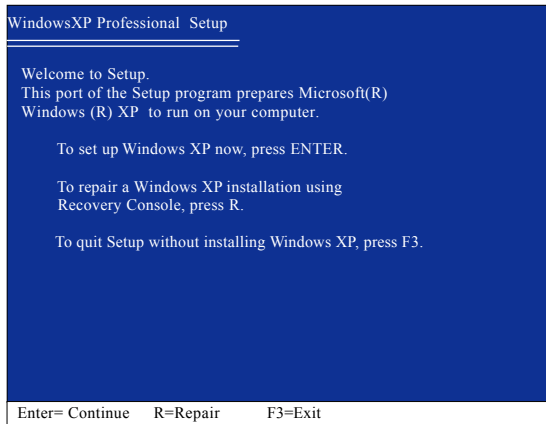 WindowsXP Professional Setup
Welcome to Setup.
This part of the Setup program prepares Microsoft(R)
Windows (R) XP to run on your computer.
To set up Windows XP now, press ENTER.
To repair a Windows XP installation using
Recovery Console, press R.
To quit Setup without installing Windows XP, press F3.
Enter= Continue R=Repair F3=Exit